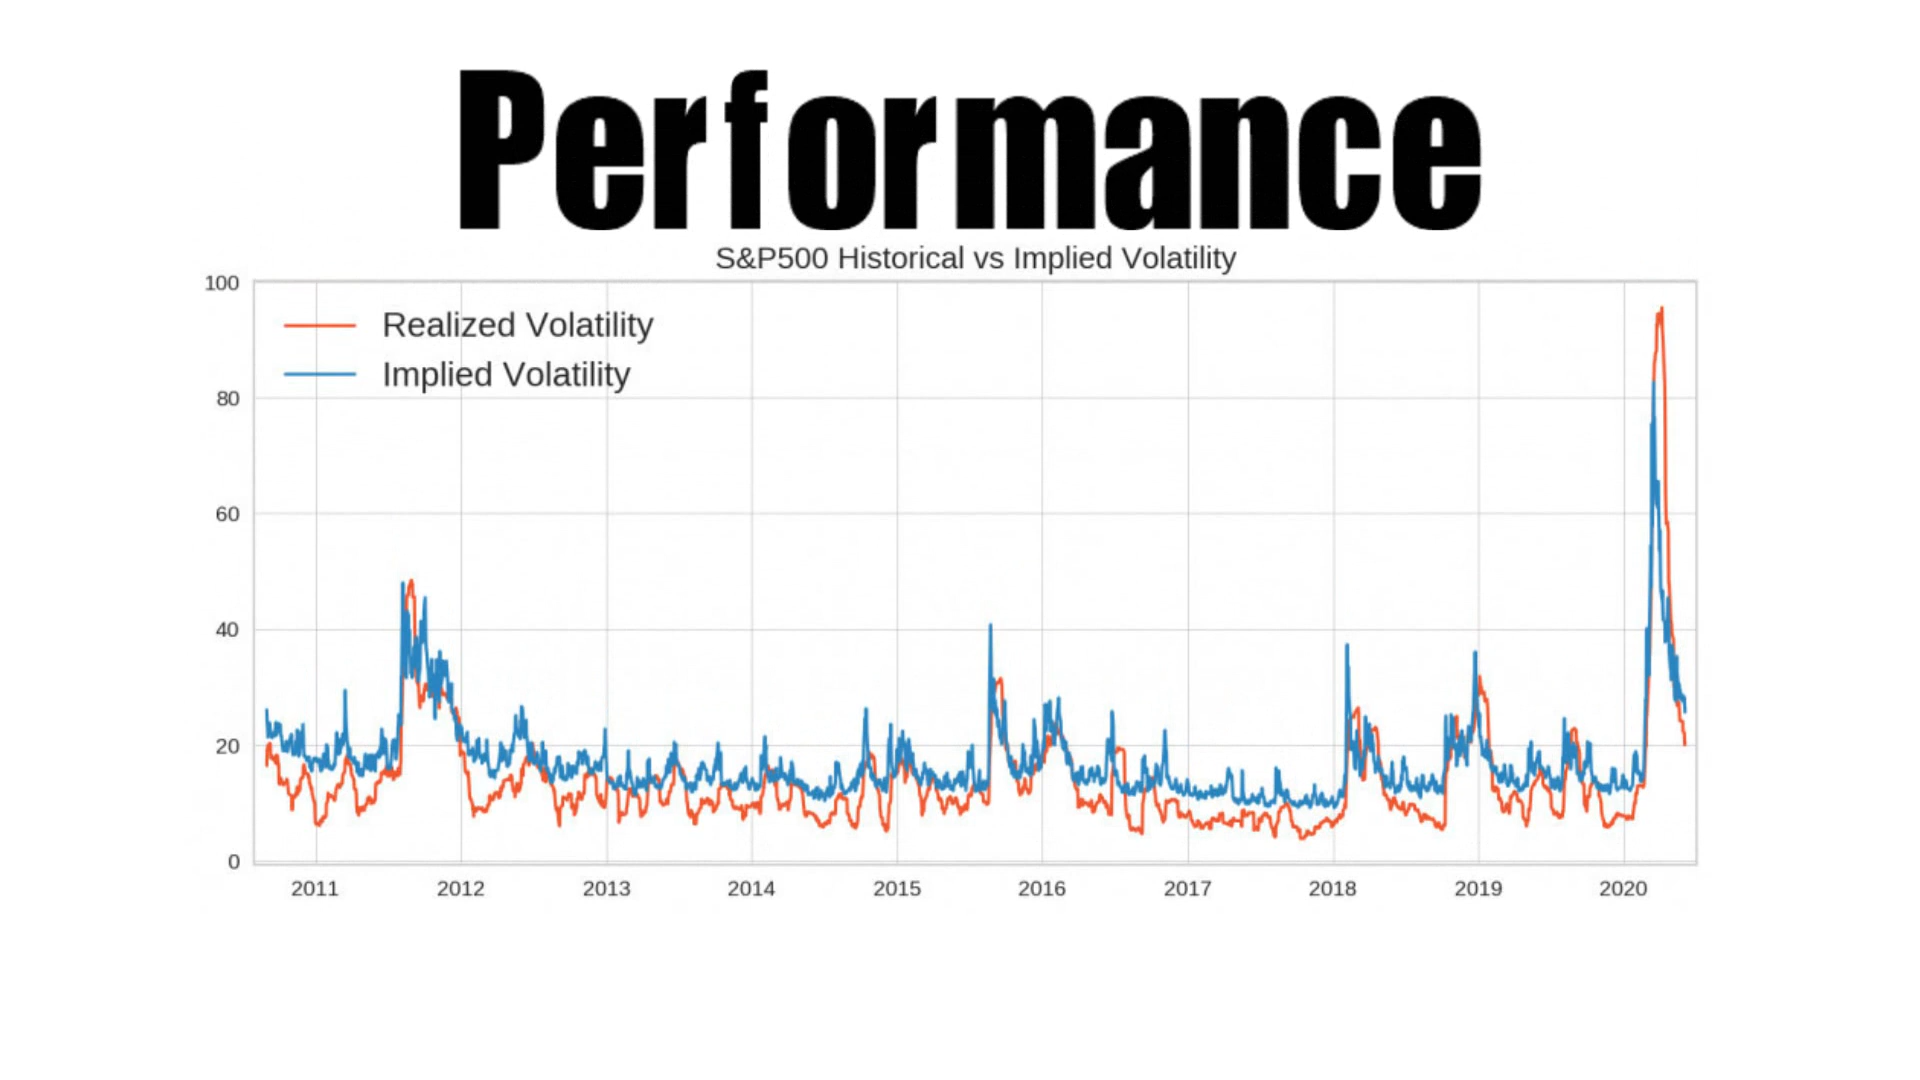 Performance
S&P500 Historical vs Implied Volatility
100
Realized Volatility
Implied Volatility
80
60
40
20
0
2011 2012 2013 2014 2015 2016 2017 2018 2019 2020